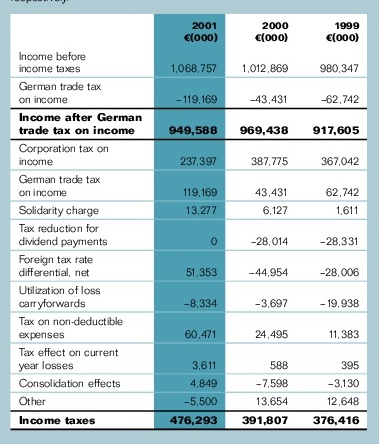 2001 2000 1999
€(000) €(000) €(000)
Income before
income taxes 1,068,757 1,012,869 980,347
German trade tax
on income –119,169 –43,431 –62,742
Income after German
trade tax on income 949,588 969,438 917,605
Corporation tax on
income 237,397 387,775 367,042
German trade tax
on income 119,169 43,431 62,742
Solidarity charge 13,277 6,127 1,611
Tax reduction for
dividend payments 0 –28,014 –28,331
Foreign tax rate
differential, net 51,353 –44,954 –28,006
Utilization of loss
carryforwards –8,334 –3,697 –19,938
Tax on non-deductible
expenses 60,471 24,495 11,383
Tax effect on current
year losses 3,611 588 395
Consolidation effects 4,849 –7,598 –3,130
Other –5,500 13,654 12,648
Income taxes 476,293 391,807 376,416